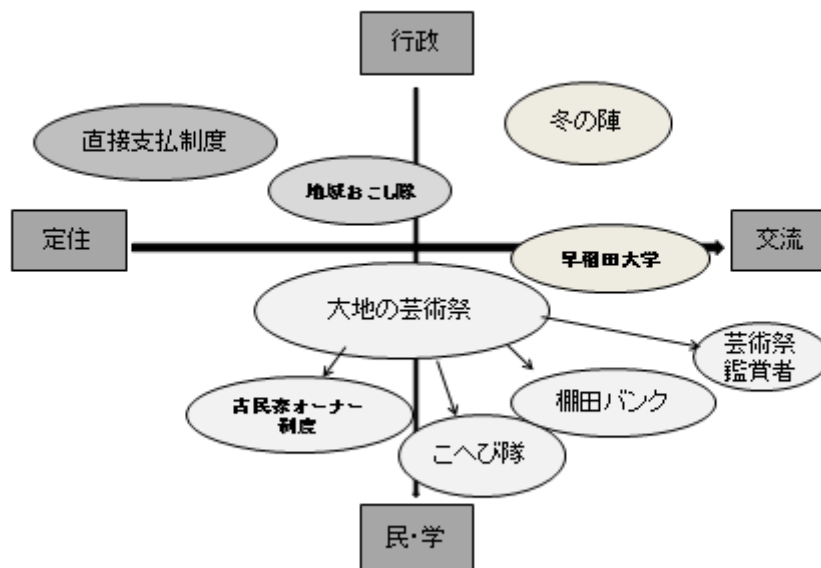 行政
冬の陣
直接支払制度
地域おこし隊
定住
交流
早稲田大学
大地の芸術祭
芸術祭
鑑賞者
古民家オーナー
制度
棚田バンク
こへび隊
民・学